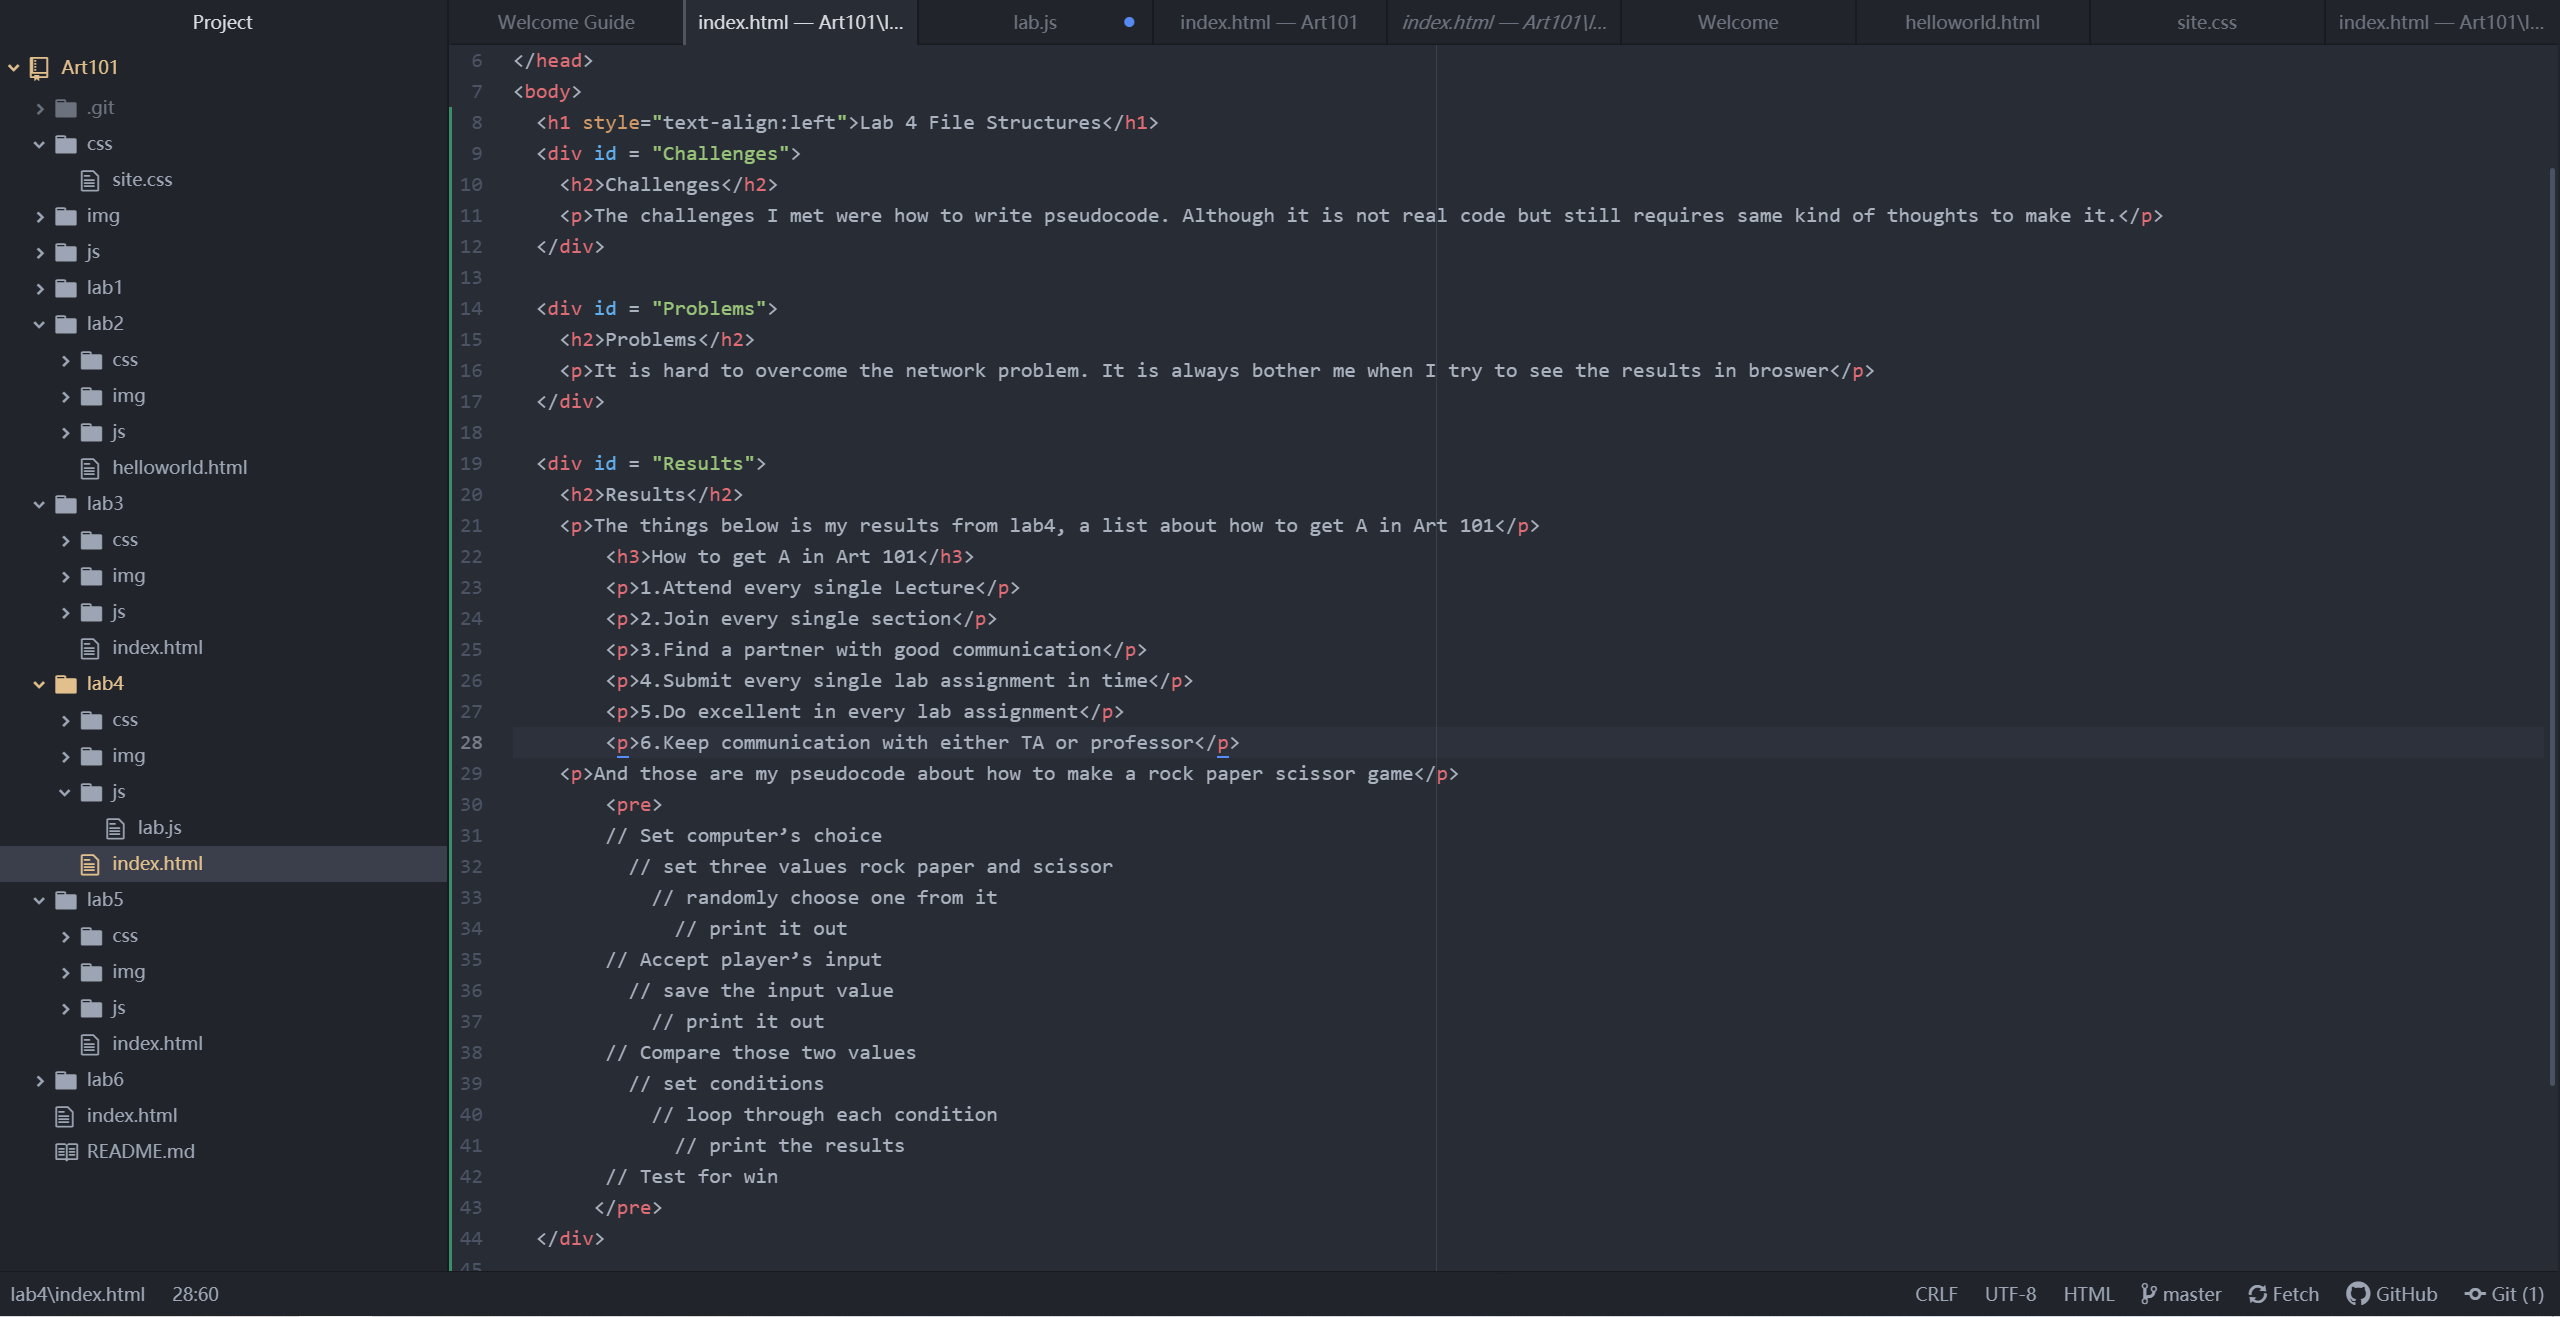 Project
Welcome Guide
index.html — Art101\l...
lab.js
index.html — Art101
index.html — Art101\l...
Welcome
helloworld.html
site.css
index.html — Art101\l...
Art101
.git
css
site.css
img
js
lab1
lab2
css
img
js
helloworld.html
lab3
css
img
js
index.html
lab4
css
img
js
lab.js
index.html
lab5
css
img
js
index.html
lab6
index.html
README.md
6 </head>
7 <body>
8   <h1 style="text-align:left">Lab 4 File Structures</h1>
9   <div id = "Challenges">
10     <h2>Challenges</h2>
11     <p>The challenges I met were how to write pseudocode. Although it is not real code but still requires same kind of thoughts to make it.</p>
12   </div>
13
14   <div id = "Problems">
15     <h2>Problems</h2>
16     <p>It is hard to overcome the network problem. It is always bother me when I try to see the results in broswer</p>
17   </div>
18
19   <div id = "Results">
20     <h2>Results</h2>
21     <p>The things below is my results from lab4, a list about how to get A in Art 101</p>
22         <h3>How to get A in Art 101</h3>
23         <p>1.Attend every single Lecture</p>
24         <p>2.Join every single section</p>
25         <p>3.Find a partner with good communication</p>
26         <p>4.Submit every single lab assignment in time</p>
27         <p>5.Do excellent in every lab assignment</p>
28         <p>6.Keep communication with either TA or professor</p>
29     <p>And those are my pseudocode about how to make a rock paper scissor game</p>
30         <pre>
31         // Set computer’s choice
32           // set three values rock paper and scissor
33             // randomly choose one from it
34               // print it out
35         // Accept player’s input
36           // save the input value
37             // print it out
38         // Compare those two values
39           // set conditions
40             // loop through each condition
41               // print the results
42         // Test for win
43        </pre>
44   </div>
45
lab4\index.html 28:60
CRLF UTF-8 HTML master Fetch GitHub Git (1)